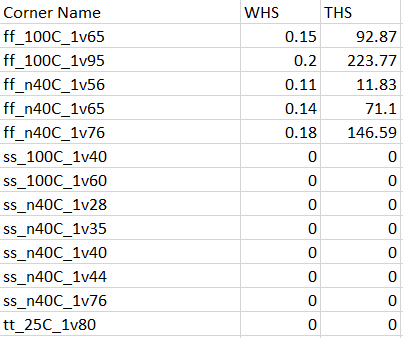 Corner Name WHS THS
ff_100C_1v65 0.15 92.87
ff_100C_1v95 0.2 223.77
ff_n40C_1v56 0.11 11.83
ff_n40C_1v65 0.14 71.1
ff_n40C_1v76 0.18 146.59
ss_100C_1v40 0 0
ss_100C_1v60 0 0
ss_n40C_1v28 0 0
ss_n40C_1v35 0 0
ss_n40C_1v40 0 0
ss_n40C_1v44 0 0
ss_n40C_1v76 0 0
tt_25C_1v80 0 0